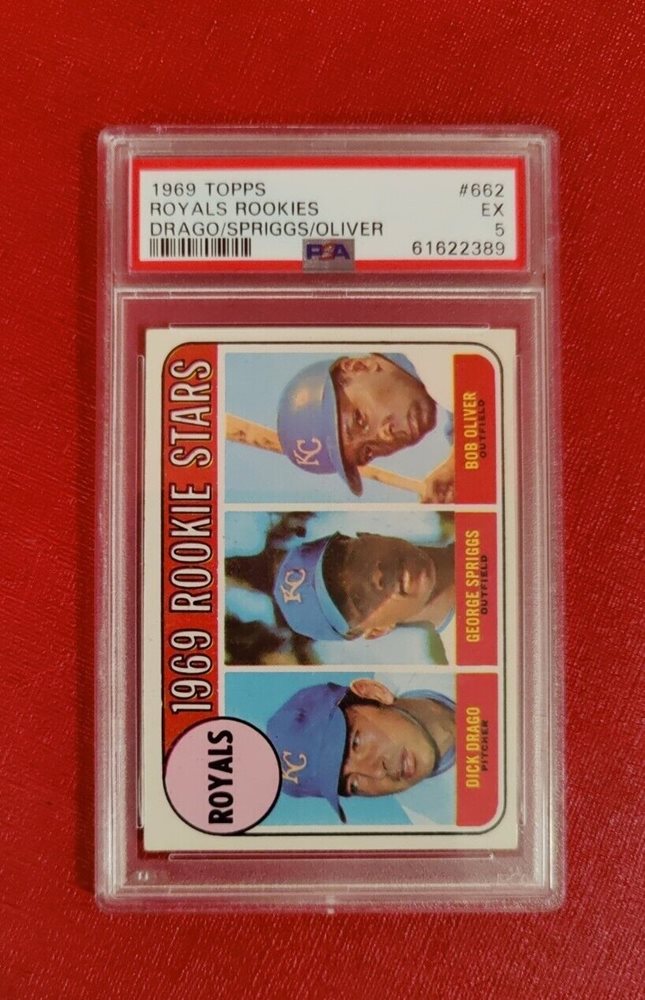 1969 TOPPS #662
ROYALS ROOKIES EX
DRAGO/SPRIGGS/OLIVER 5
PSA 61622389
1969 ROOKIE STARS
ROYALS
KC
BOB OLIVER
OUTFIELD
KC
GEORGE SPRIGGS
OUTFIELD
KC
DICK DRAGO
PITCHER